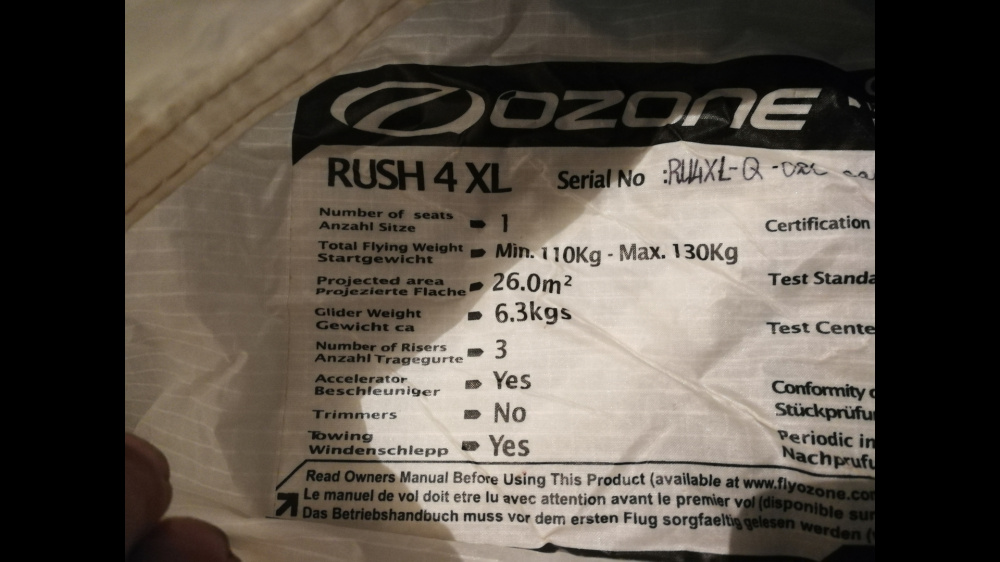 OZONE
RUSH 4 XL
Serial No :RU4XL-Q
Number of seats
Anzahl Sitze
1
Total Flying Weight
Startgewicht
Min. 110Kg - Max. 130Kg
Projected area
Projezierte Flache
26.0m²
Glider Weight
Gewicht ca
6.3kgs
Number of Risers
Anzahl Tragegurte
3
Accelerator
Beschleuniger
Yes
Trimmers
No
Towing
Windenschlepp
Yes
Certification
Test Standa
Test Cente
Conformity
Stückprüfu
Periodic in
Nachprufu
Read Owners Manual Before Using This Product (available at www.flyozone.com
Le manuel de vol doit etre lu avec attention avant le premier vol (disponible sur
Das Betriebshandbuch muss vor dem ersten Flug sorgfaeltig gelesen werden